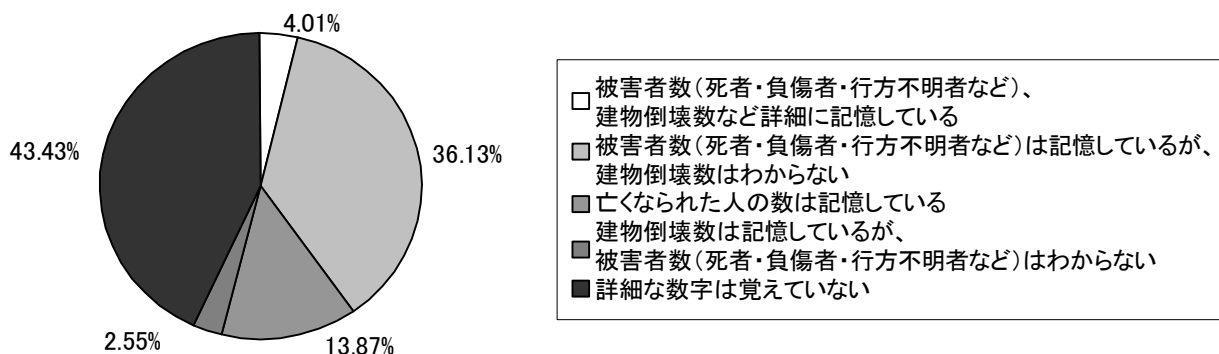 4.01%
36.13%
13.87%
2.55%
43.43%
被害者数(死者・負傷者・行方不明者など)、
建物倒壊数など詳細に記憶している
被害者数(死者・負傷者・行方不明者など)は記憶しているが、
建物倒壊数はわからない
亡くなられた人の数は記憶している
建物倒壊数は記憶しているが、
被害者数(死者・負傷者・行方不明者など)はわからない
詳細な数字は覚えていない